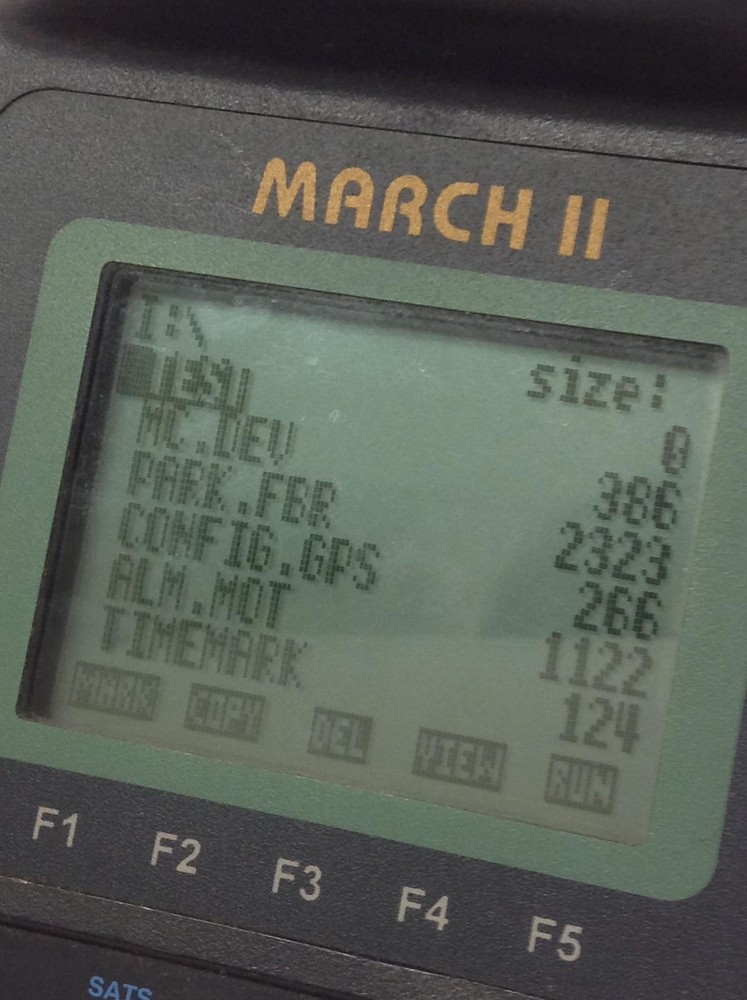 MARCH II
I:\ size:
0
MC.DEV 386
PARK.FBR 2323
CONFIG.GPS 266
ALM.MOT 1122
TIMEMARK 124
MARK COPY DEL VIEW RUN
F1 F2 F3 F4 F5
SATS